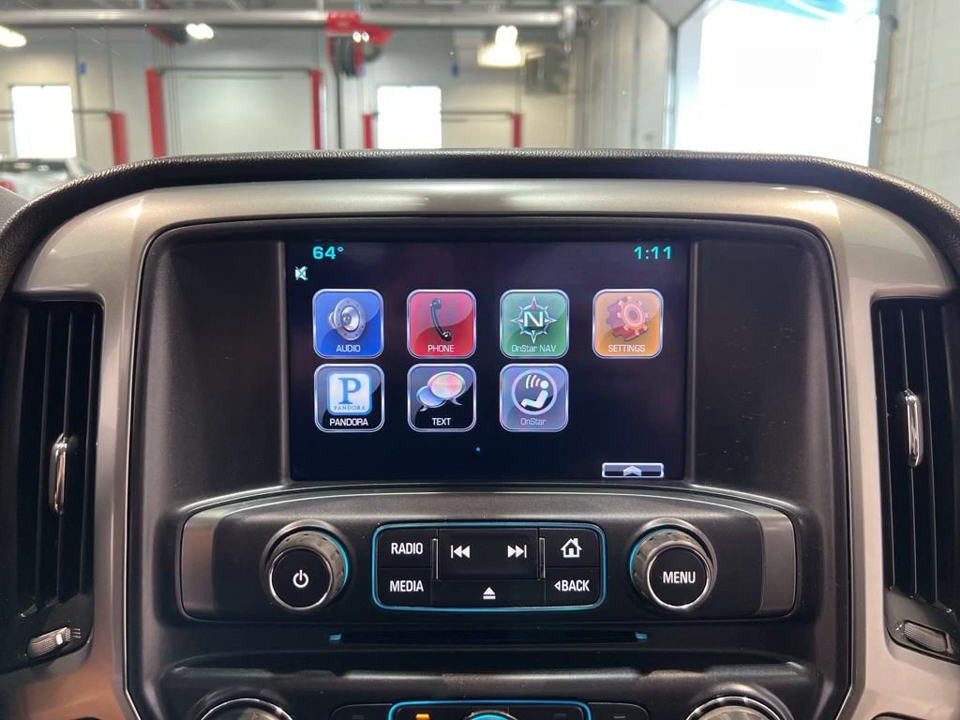 64° 1:11
AUDIO PHONE N OnStar NAV SETTINGS
P PANDORA
PANDORA TEXT OnStar
RADIO
MEDIA ◁BACK
MENU